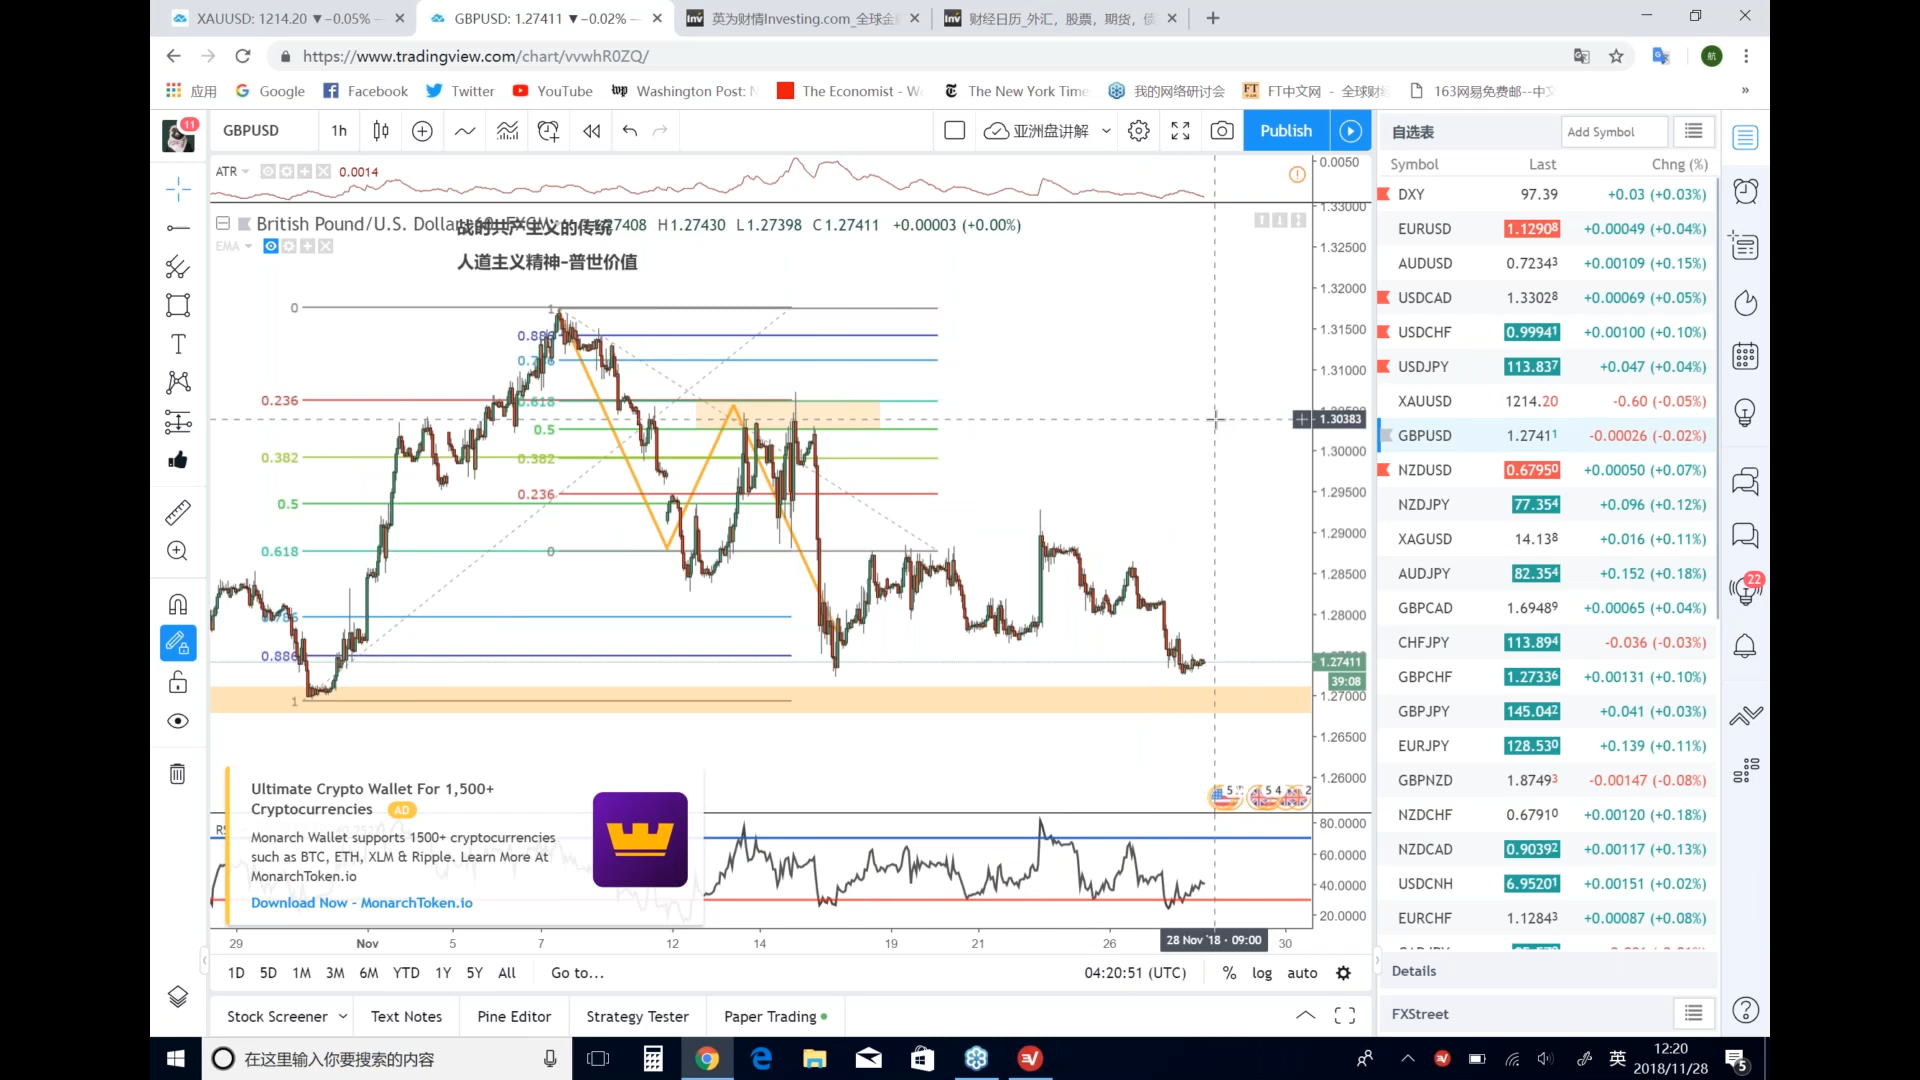 XAUUSD: 1214.20 ▼ −0.05% —
GBPUSD: 1.27411 ▼ −0.02% —
英为财情Investing.com_全球金
财经日历_外汇，股票，期货，债
https://www.tradingview.com/chart/vvwhR0ZQ/
应用
Google
Facebook
Twitter
YouTube
Washington Post:
The Economist - W
The New York Time
我的网络研讨会
FT中文网 - 全球财经
163网易免费邮--中文
11
GBPUSD
1h
亚洲盘讲解
Publish
自选表
Add Symbol
ATR
0.0014
British Pound/U.S. Dollar
7408 H1.27430 L1.27398 C1.27411 +0.00003 (+0.00%)
战的共产主义的传统
EMA
人道主义精神-普世价值
0
0.236
0.382
0.5
0.618
0.786
0.886
1
1
0.886
0.618
0.5
0.382
0.236
0
0.0050
1.33000
1.32500
1.32000
1.31500
1.31000
1.30383
1.30000
1.29500
1.29000
1.28500
1.28000
1.27411
39:08
1.27000
1.26500
1.26000
80.0000
60.0000
40.0000
20.0000
Ultimate Crypto Wallet For 1,500+
Cryptocurrencies AD
Monarch Wallet supports 1500+ cryptocurrencies
such as BTC, ETH, XLM & Ripple. Learn More At
MonarchToken.io
Download Now - MonarchToken.io
29 Nov 5 7 12 14 19 21 26 28 Nov '18 - 09:00 30
1D 5D 1M 3M 6M YTD 1Y 5Y All Go to...
04:20:51 (UTC) % log auto
Stock Screener
Text Notes
Pine Editor
Strategy Tester
Paper Trading
Symbol Last Chng (%)
DXY 97.39 +0.03 (+0.03%)
EURUSD 1.12908 +0.00049 (+0.04%)
AUDUSD 0.72343 +0.00109 (+0.15%)
USDCAD 1.33028 +0.00069 (+0.05%)
USDCHF 0.99941 +0.00100 (+0.10%)
USDJPY 113.837 +0.047 (+0.04%)
XAUUSD 1214.20 -0.60 (-0.05%)
GBPUSD 1.27411 -0.00026 (-0.02%)
NZDUSD 0.67950 +0.00050 (+0.07%)
NZDJPY 77.354 +0.096 (+0.12%)
XAGUSD 14.138 +0.016 (+0.11%)
AUDJPY 82.354 +0.152 (+0.18%)
GBPCAD 1.69489 +0.00065 (+0.04%)
CHFJPY 113.894 -0.036 (-0.03%)
GBPCHF 1.27336 +0.00131 (+0.10%)
GBPJPY 145.042 +0.041 (+0.03%)
EURJPY 128.530 +0.139 (+0.11%)
GBPNZD 1.87493 -0.00147 (-0.08%)
NZDCHF 0.67910 +0.00120 (+0.18%)
NZDCAD 0.90392 +0.00117 (+0.13%)
USDCNH 6.95201 +0.00151 (+0.02%)
EURCHF 1.12843 +0.00087 (+0.08%)
Details
FXStreet
22
在这里输入你要搜索的内容
英
12:20
2018/11/28
5